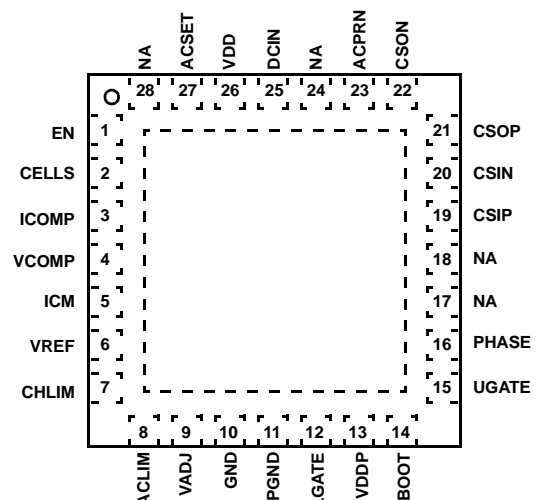 NA ACSET VDD DCIN NA ACPRN CSON
28 27 26 25 24 23 22
EN 1 21 CSOP
CELLS 2 20 CSIN
ICOMP 3 19 CSIP
VCOMP 4 18 NA
ICM 5 17 NA
VREF 6 16 PHASE
CHLIM 7 15 UGATE
8 9 10 11 12 13 14
ACLIM VADJ GND PGND VDDP BOOT